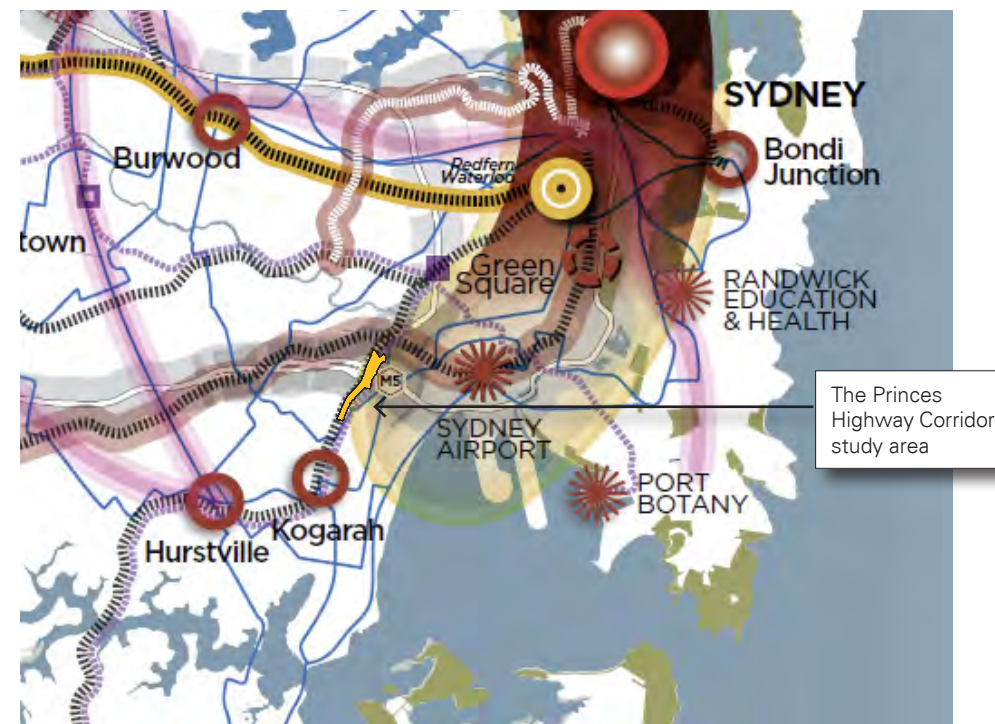 SYDNEY
Burwood
Bondi
Junction
Redfern
Waterloo
town
Green
Square
RANDWICK
EDUCATION
& HEALTH
M5
The Princes
Highway Corridor
study area
SYDNEY
AIRPORT
PORT
BOTANY
Kogarah
Hurstville